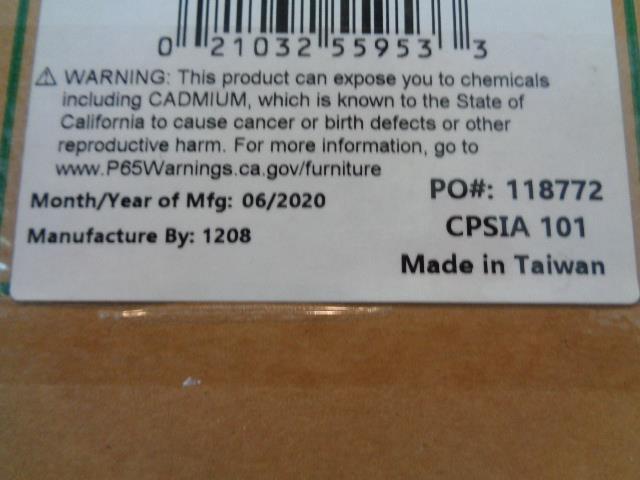 0 21032 55953 3
⚠ WARNING: This product can expose you to chemicals
including CADMIUM, which is known to the State of
California to cause cancer or birth defects or other
reproductive harm. For more information, go to
www.P65Warnings.ca.gov/furniture
Month/Year of Mfg: 06/2020
PO#: 118772
Manufacture By: 1208
CPSIA 101
Made in Taiwan